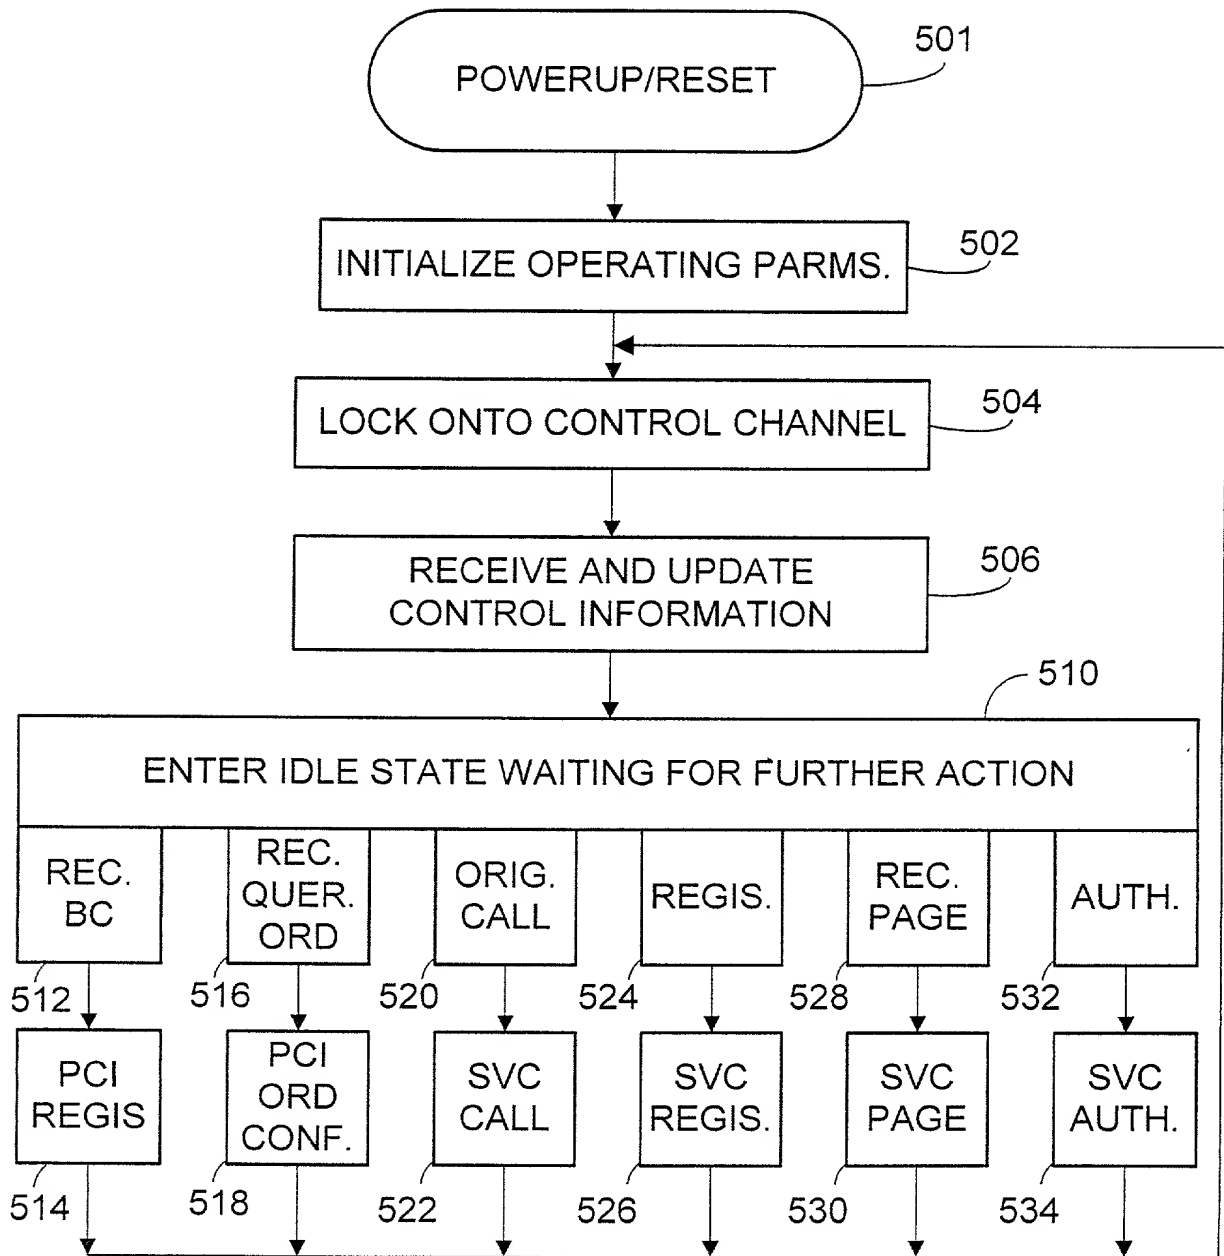 POWERUP/RESET
501
INITIALIZE OPERATING PARMS.
502
LOCK ONTO CONTROL CHANNEL
504
RECEIVE AND UPDATE
CONTROL INFORMATION
506
510
ENTER IDLE STATE WAITING FOR FURTHER ACTION
REC.
BC
512
REC.
QUER.
ORD
516
ORIG.
CALL
520
REGIS.
524
REC.
PAGE
528
AUTH.
532
PCI
REGIS
514
PCI
ORD
CONF.
518
SVC
CALL
522
SVC
REGIS.
526
SVC
PAGE
530
SVC
AUTH.
534